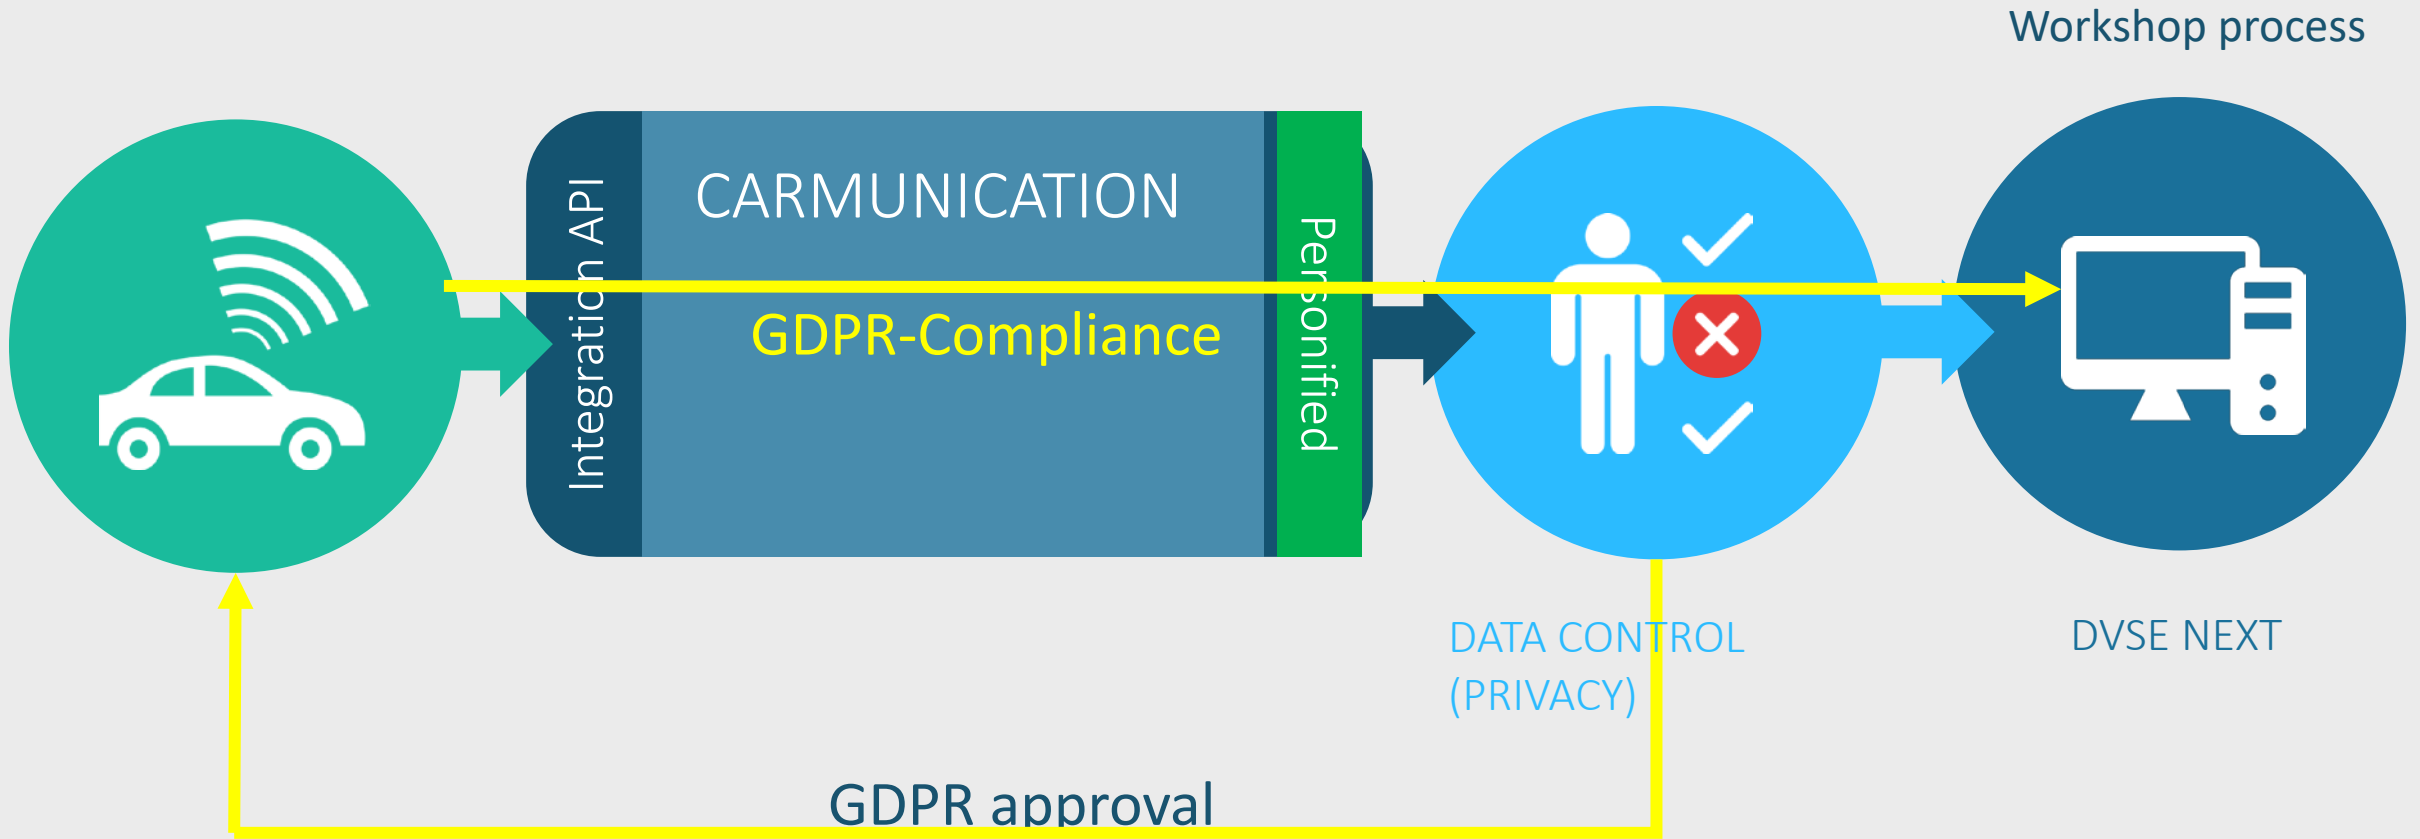 Workshop process
Integration API
CARMUNICATION
GDPR-Compliance
Personified
DATA CONTROL
(PRIVACY)
DVSE NEXT
GDPR approval